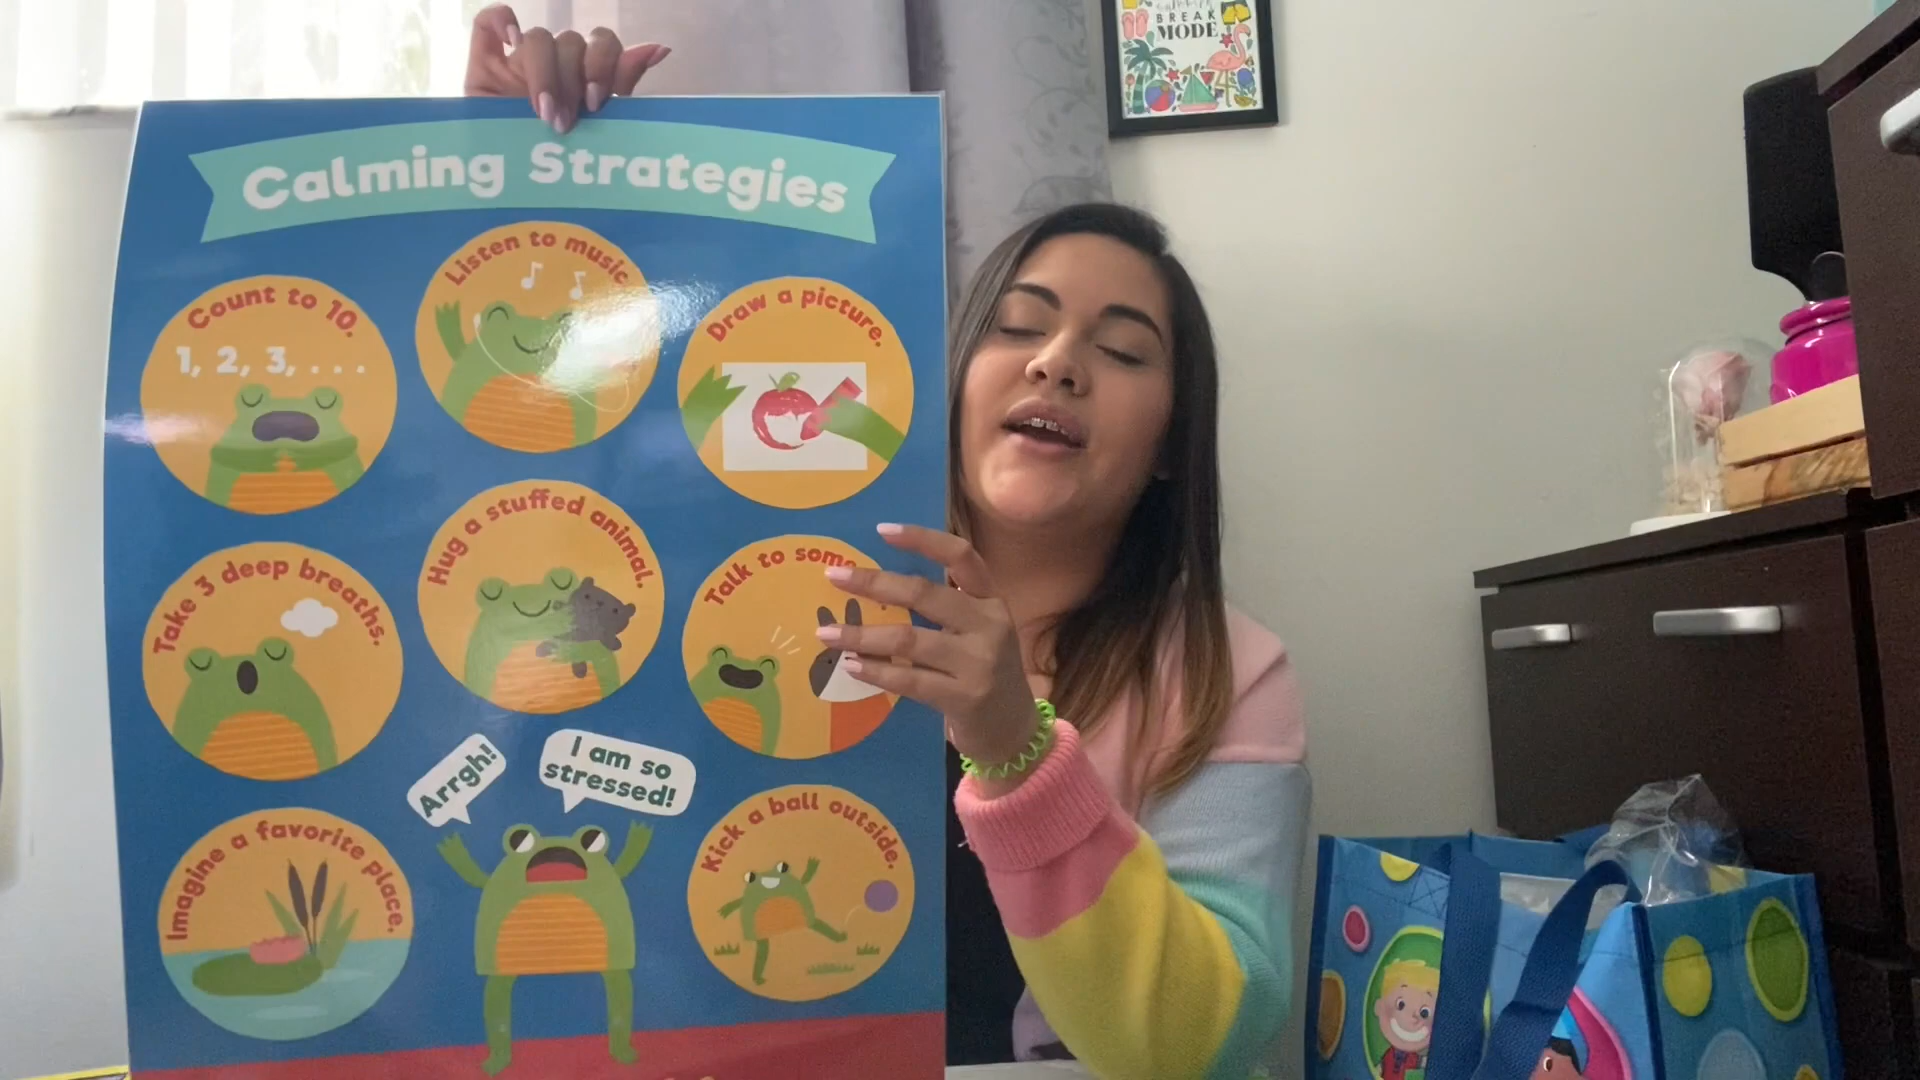 BREAK
MODE
Calming Strategies
Count to 10.
1, 2, 3, . . .
Listen to music
Draw a picture.
Take 3 deep breaths.
Hug a stuffed animal.
Talk to some
Arrgh!
I am so
stressed!
Imagine a favorite place.
Kick a ball outside.